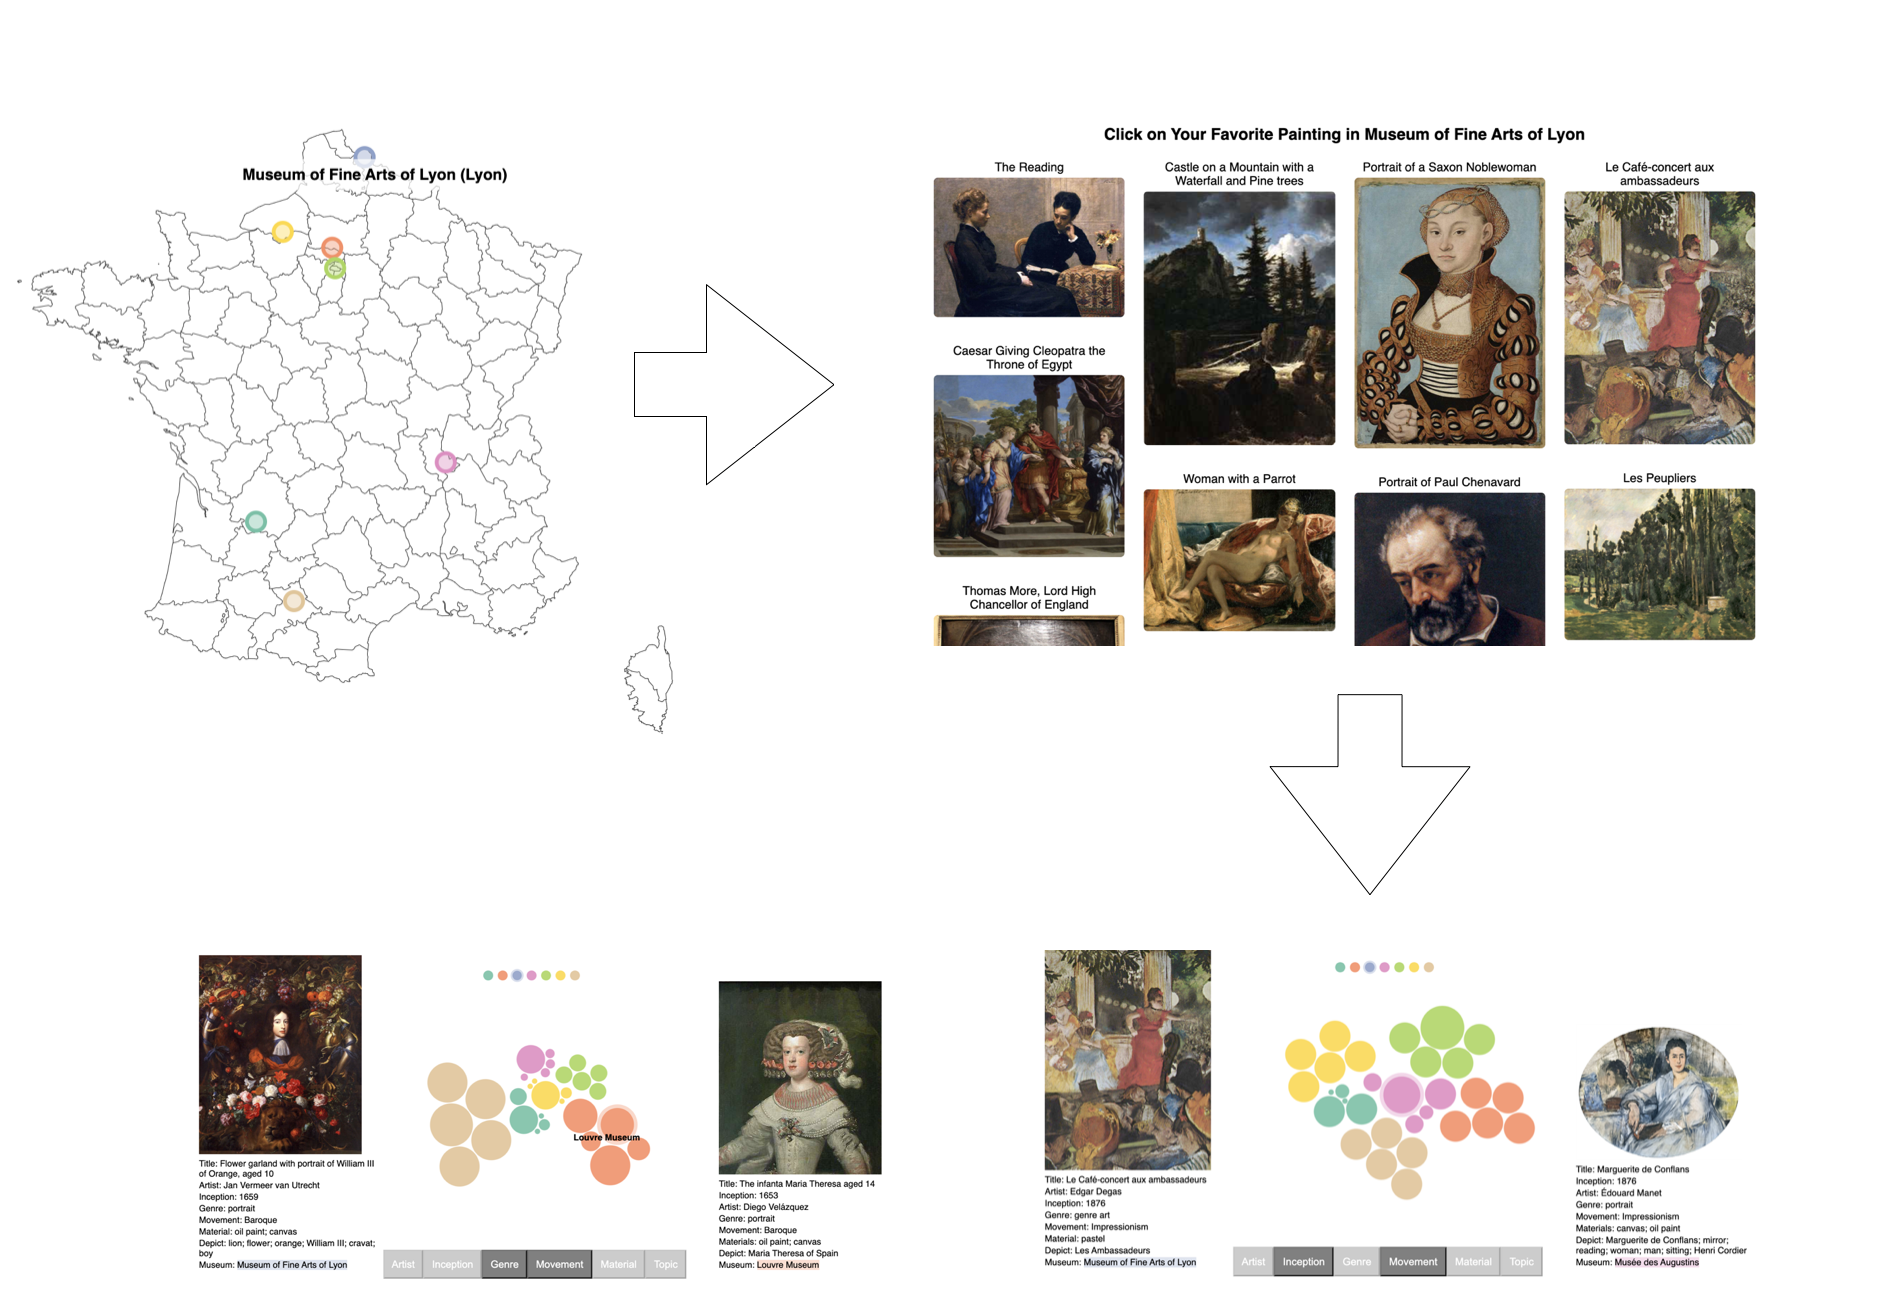 Museum of Fine Arts of Lyon (Lyon)
Click on Your Favorite Painting in Museum of Fine Arts of Lyon
The Reading
Castle on a Mountain with a
Waterfall and Pine trees
Portrait of a Saxon Noblewoman
Le Café-concert aux
ambassadeurs
Caesar Giving Cleopatra the
Throne of Egypt
Woman with a Parrot
Portrait of Paul Chenavard
Les Peupliers
Thomas More, Lord High
Chancellor of England
Title: Flower garland with portrait of William III
of Orange, aged 10
Artist: Jan Vermeer van Utrecht
Inception: 1659
Genre: portrait
Movement: Baroque
Material: oil paint; canvas
Depict: lion; flower; orange; William III; cravat;
boy
Museum: Museum of Fine Arts of Lyon
Louvre Museum
Artist
Inception
Genre
Movement
Material
Topic
Title: The infanta Maria Theresa aged 14
Inception: 1653
Artist: Diego Velázquez
Genre: portrait
Movement: Baroque
Materials: oil paint; canvas
Depict: Maria Theresa of Spain
Museum: Louvre Museum
Title: Le Café-concert aux ambassadeurs
Artist: Edgar Degas
Inception: 1876
Genre: genre art
Movement: Impressionism
Material: pastel
Depict: Les Ambassadeurs
Museum: Museum of Fine Arts of Lyon
Artist
Inception
Genre
Movement
Material
Topic
Title: Marguerite de Conflans
Inception: 1876
Artist: Édouard Manet
Genre: portrait
Movement: Impressionism
Materials: canvas; oil paint
Depict: Marguerite de Conflans; mirror;
reading; woman; man; sitting; Henri Cordier
Museum: Musée des Augustins